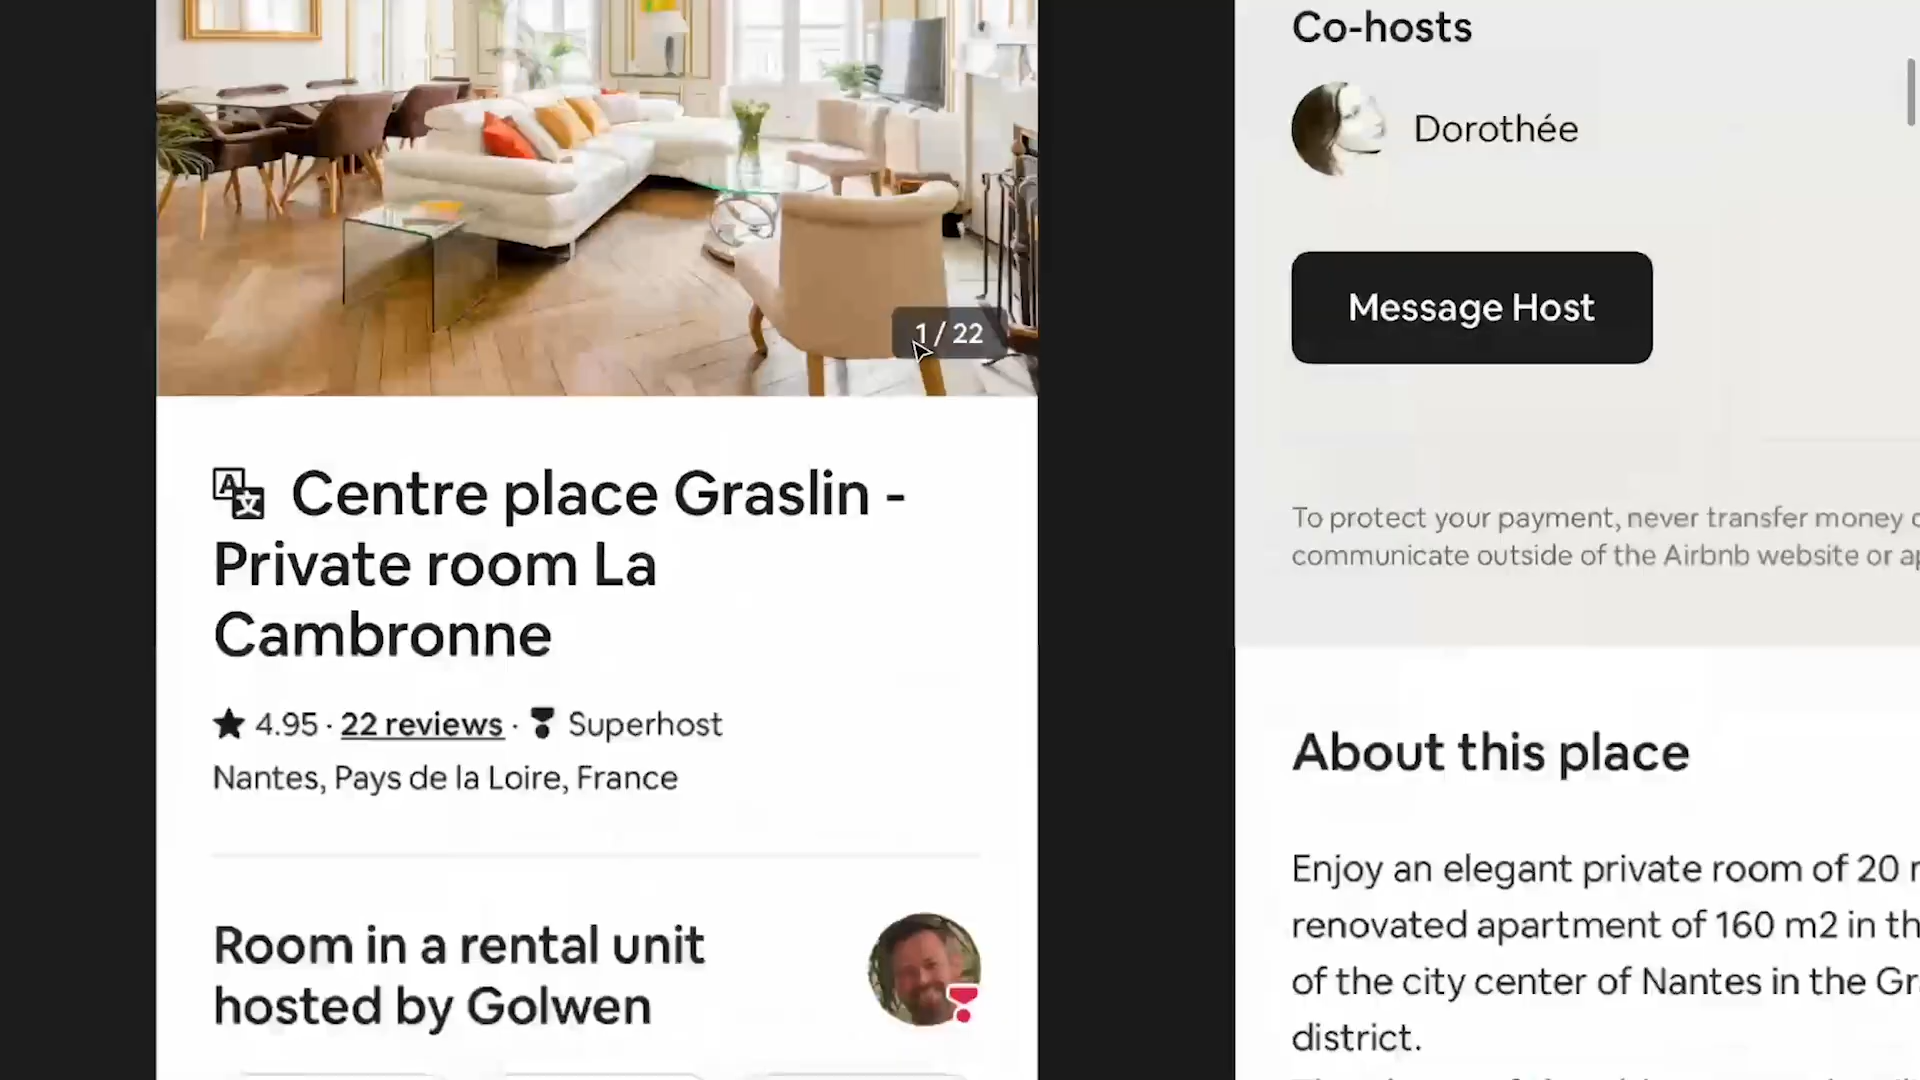 1 / 22
Centre place Graslin -
Private room La
Cambronne
4.95 · 22 reviews · Superhost
Nantes, Pays de la Loire, France
Room in a rental unit
hosted by Golwen
Co-hosts
Dorothée
Message Host
To protect your payment, never transfer money
communicate outside of the Airbnb website or
About this place
Enjoy an elegant private room of 20
renovated apartment of 160 m2 in
of the city center of Nantes in the
district.